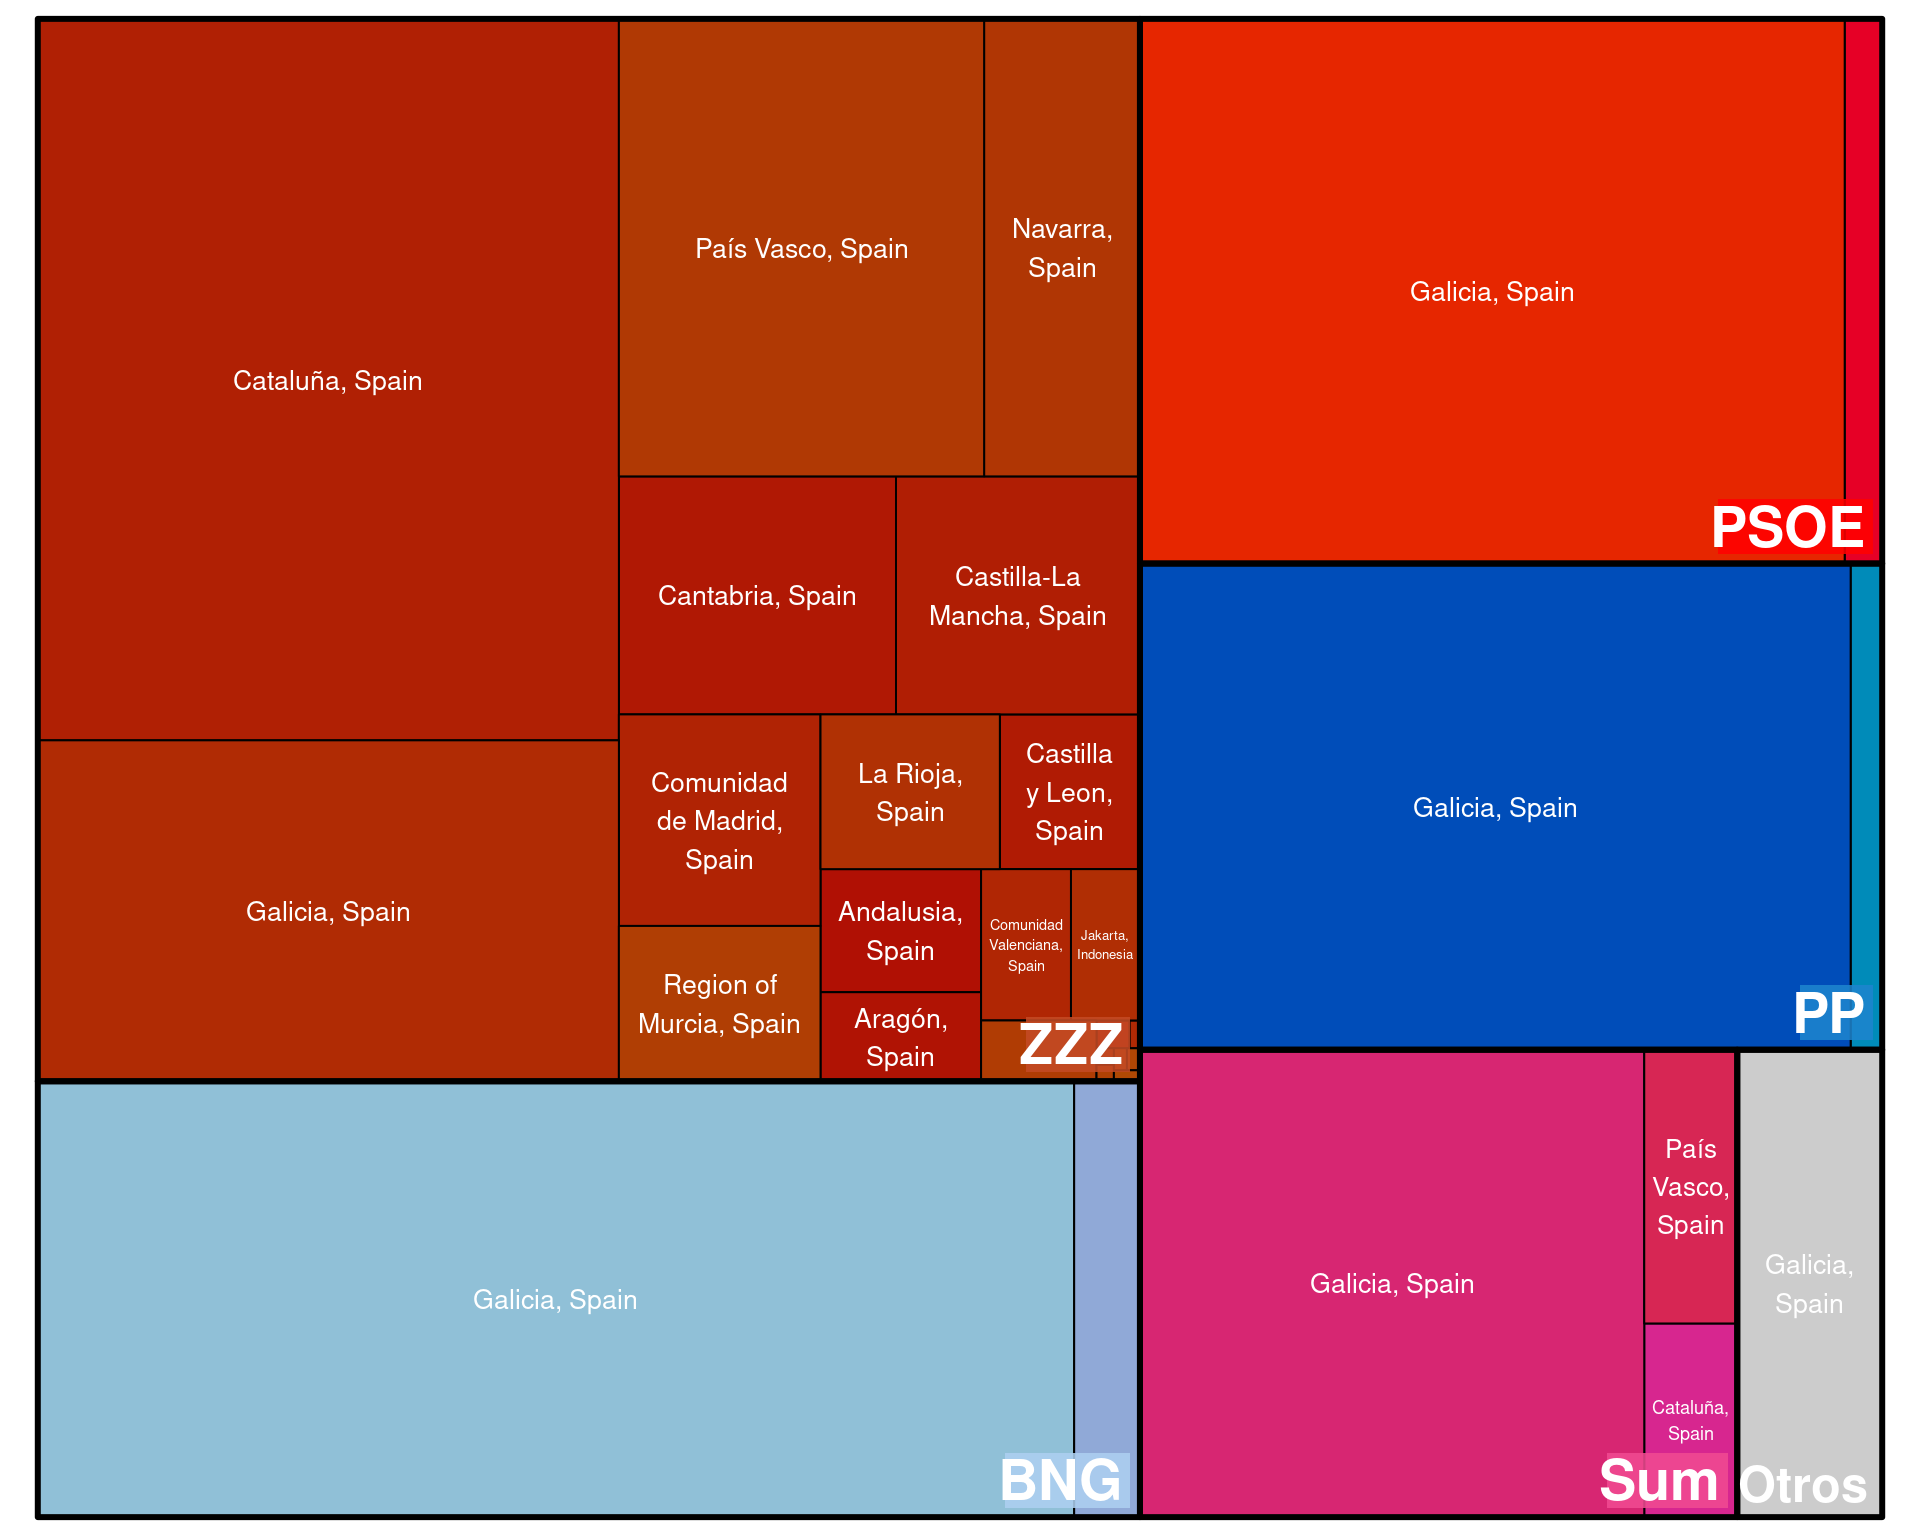 Cataluña, Spain
País Vasco, Spain
Navarra,
Spain
Cantabria, Spain
Castilla-La
Mancha, Spain
Galicia, Spain
Comunidad
de Madrid,
Spain
La Rioja,
Spain
Castilla
y Leon,
Spain
Region of
Murcia, Spain
Andalusia,
Spain
Aragón,
Spain
Comunidad
Valenciana,
Spain
Jakarta,
Indonesia
ZZZ
Galicia, Spain
BNG
Galicia, Spain
PSOE
Galicia, Spain
PP
Galicia, Spain
País
Vasco,
Spain
Cataluña,
Spain
Sum
Galicia,
Spain
Otros